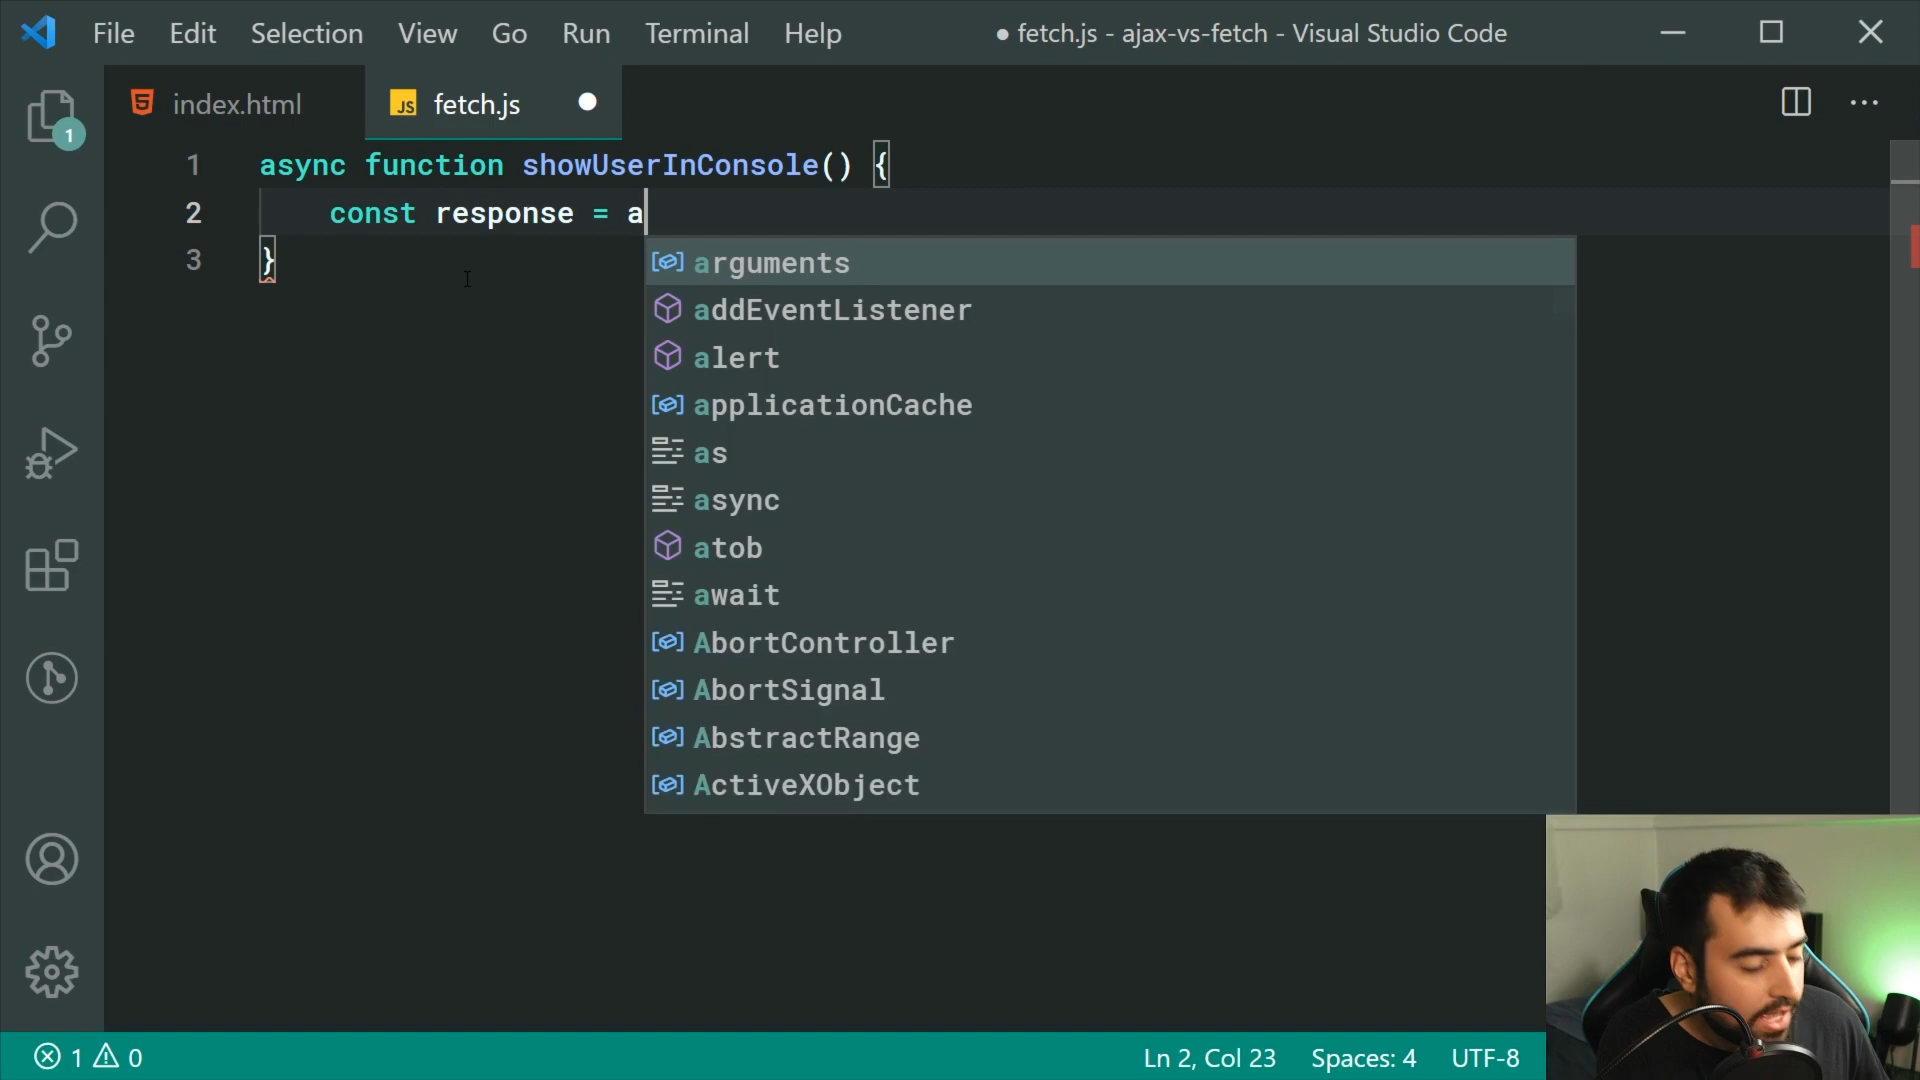 File Edit Selection View Go Run Terminal Help ● fetch.js - ajax-vs-fetch - Visual Studio Code
index.html
JS fetch.js
1
1 async function showUserInConsole() {
2 const response = a
3 }
arguments
addEventListener
alert
applicationCache
as
async
atob
await
AbortController
AbortSignal
AbstractRange
ActiveXObject
1 0 Ln 2, Col 23 Spaces: 4 UTF-8